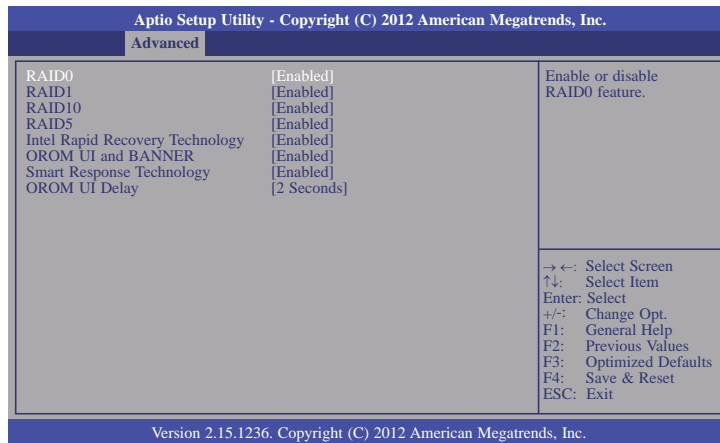 Aptio Setup Utility - Copyright (C) 2012 American Megatrends, Inc.
Advanced
RAID0 [Enabled]
RAID1 [Enabled]
RAID10 [Enabled]
RAID5 [Enabled]
Intel Rapid Recovery Technology [Enabled]
OROM UI and BANNER [Enabled]
Smart Response Technology [Enabled]
OROM UI Delay [2 Seconds]
Enable or disable
RAID0 feature.
→ ←: Select Screen
↑↓: Select Item
Enter: Select
+/-: Change Opt.
F1: General Help
F2: Previous Values
F3: Optimized Defaults
F4: Save & Reset
ESC: Exit
Version 2.15.1236. Copyright (C) 2012 American Megatrends, Inc.